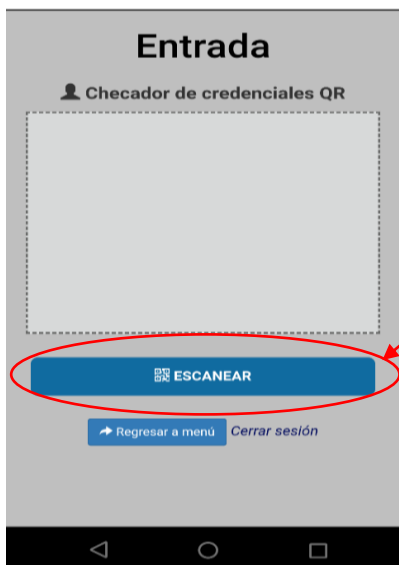 Entrada
Checador de credenciales QR
ESCANEAR
Regresar a menú Cerrar sesión